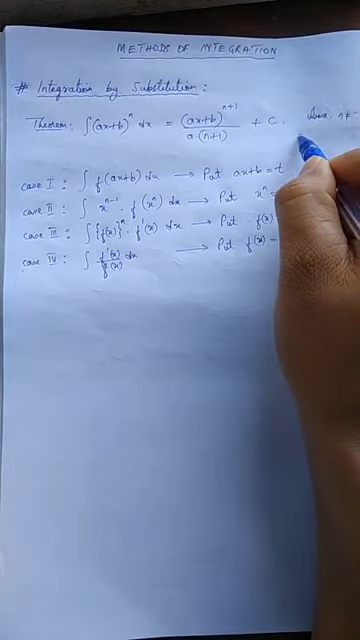 METHODS OF INTEGRATION
# Integration by Substitution :
Theorem: ∫(ax+b)^n dx = (ax+b)^(n+1) / a(n+1) + C. where, n≠
case I : ∫ f(ax+b) dx → Put ax+b = t
case II : ∫ x^(n-1) · f(x^n) dx → Put x^n =
case III : ∫ {f(x)}^n · f'(x) dx → Put f(x)
case IV : ∫ f'(x)/f(x) dx → Put f(x) =